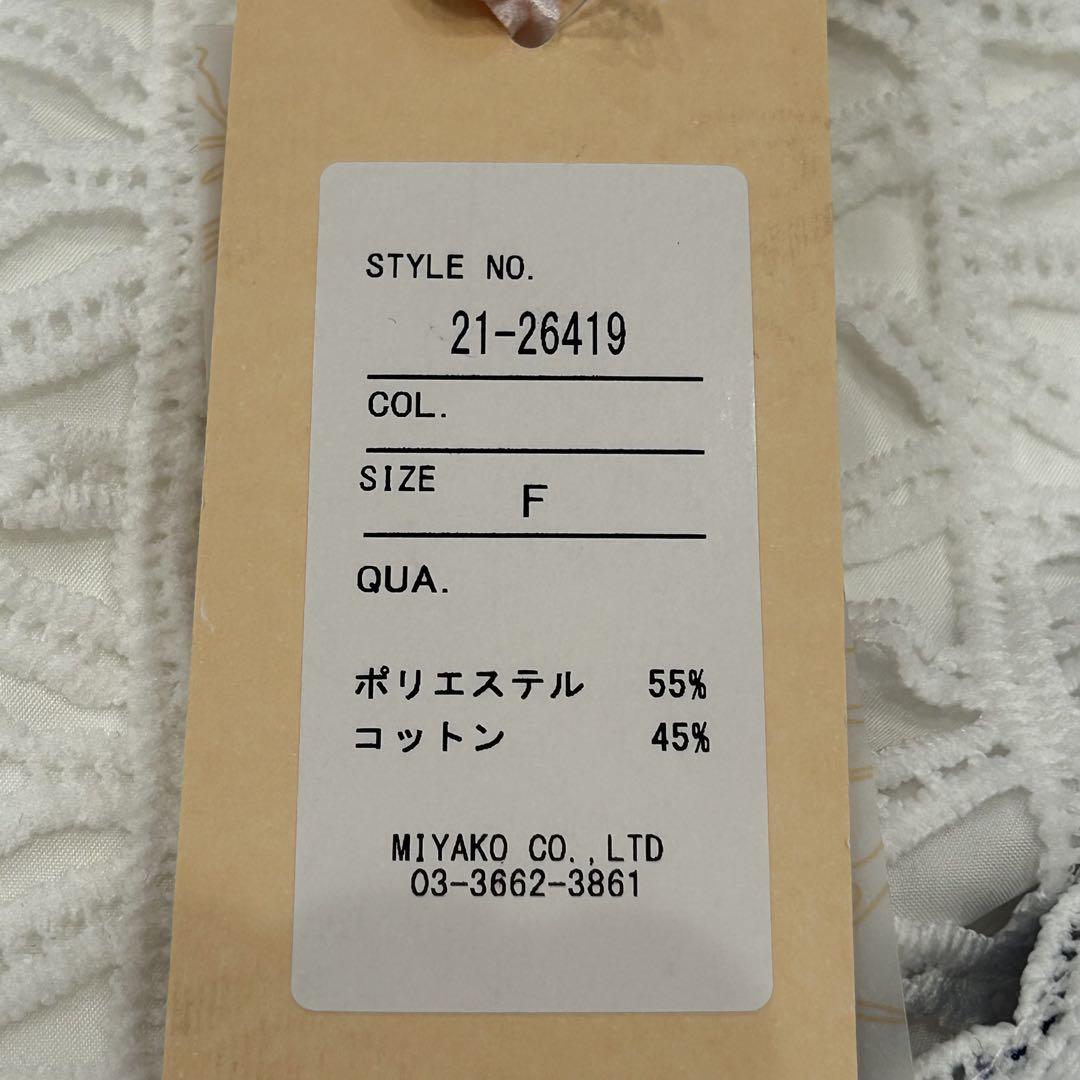 STYLE NO.
21-26419
COL.
SIZE F
QUA.
ポリエステル 55%
コットン 45%
MIYAKO CO.,LTD
03-3662-3861